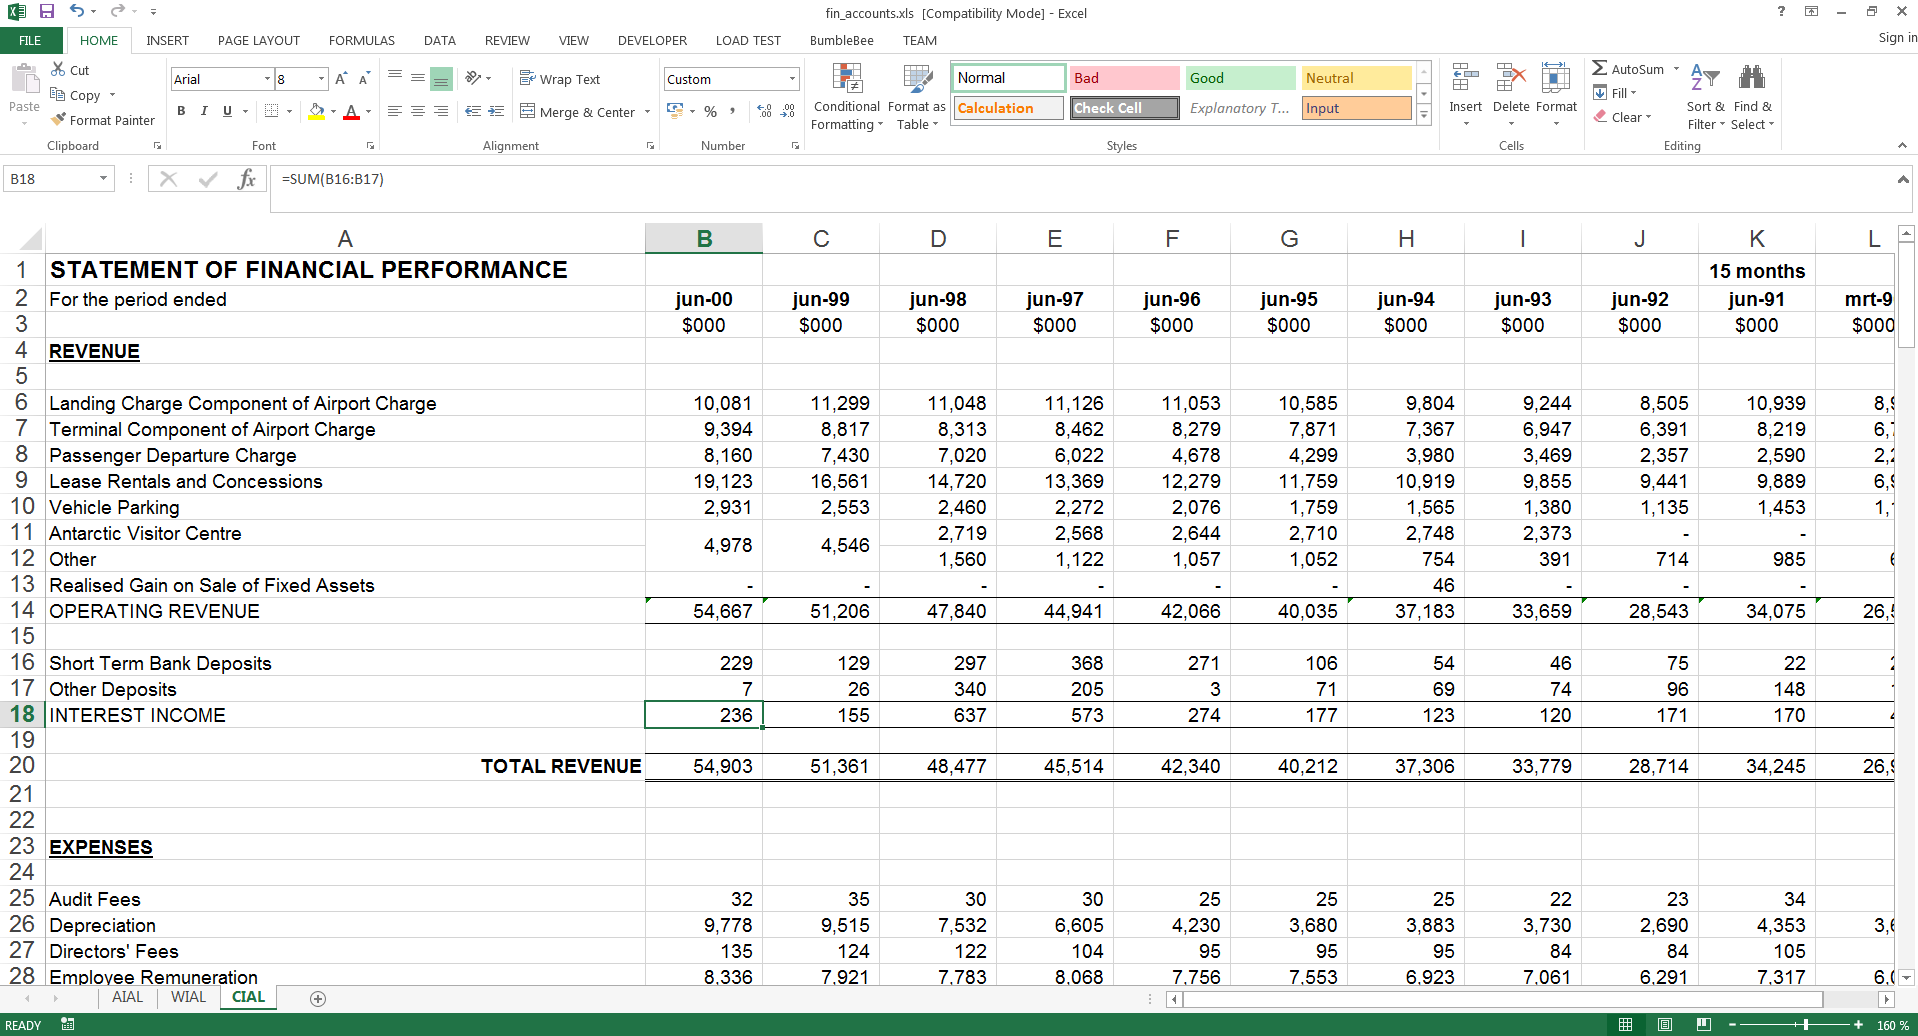 fin_accounts.xls [Compatibility Mode] - Excel
FILE HOME INSERT PAGE LAYOUT FORMULAS DATA REVIEW VIEW DEVELOPER LOAD TEST BumbleBee TEAM Sign in
Paste
Cut
Copy
Format Painter
Clipboard
Arial 8
B I U
Font
Wrap Text
Merge & Center
Alignment
Custom
%
Number
Conditional Formatting
Format as Table
Normal Bad Good Neutral
Calculation Check Cell Explanatory T... Input
Styles
Insert Delete Format
Cells
AutoSum
Fill
Clear
Sort & Filter
Find & Select
Editing
B18 fx =SUM(B16:B17)
A B C D E F G H I J K L
1 STATEMENT OF FINANCIAL PERFORMANCE 15 months
2 For the period ended jun-00 jun-99 jun-98 jun-97 jun-96 jun-95 jun-94 jun-93 jun-92 jun-91 mrt-9
3 $000 $000 $000 $000 $000 $000 $000 $000 $000 $000 $000
4 REVENUE
5
6 Landing Charge Component of Airport Charge 10,081 11,299 11,048 11,126 11,053 10,585 9,804 9,244 8,505 10,939
7 Terminal Component of Airport Charge 9,394 8,817 8,313 8,462 8,279 7,871 7,367 6,947 6,391 8,219
8 Passenger Departure Charge 8,160 7,430 7,020 6,022 4,678 4,299 3,980 3,469 2,357 2,590
9 Lease Rentals and Concessions 19,123 16,561 14,720 13,369 12,279 11,759 10,919 9,855 9,441 9,889
10 Vehicle Parking 2,931 2,553 2,460 2,272 2,076 1,759 1,565 1,380 1,135 1,453
11 Antarctic Visitor Centre 4,978 4,546 2,719 2,568 2,644 2,710 2,748 2,373 - -
12 Other 1,560 1,122 1,057 1,052 754 391 714 985
13 Realised Gain on Sale of Fixed Assets - - - - - - 46 - - -
14 OPERATING REVENUE 54,667 51,206 47,840 44,941 42,066 40,035 37,183 33,659 28,543 34,075
15
16 Short Term Bank Deposits 229 129 297 368 271 106 54 46 75 22
17 Other Deposits 7 26 340 205 3 71 69 74 96 148
18 INTEREST INCOME 236 155 637 573 274 177 123 120 171 170
19
20 TOTAL REVENUE 54,903 51,361 48,477 45,514 42,340 40,212 37,306 33,779 28,714 34,245
21
22
23 EXPENSES
24
25 Audit Fees 32 35 30 30 25 25 25 22 23 34
26 Depreciation 9,778 9,515 7,532 6,605 4,230 3,680 3,883 3,730 2,690 4,353
27 Directors' Fees 135 124 122 104 95 95 95 84 84 105
28 Employee Remuneration 8,336 7,921 7,783 8,068 7,756 7,553 6,923 7,061 6,291 7,317
AIAL WIAL CIAL
READY 160 %